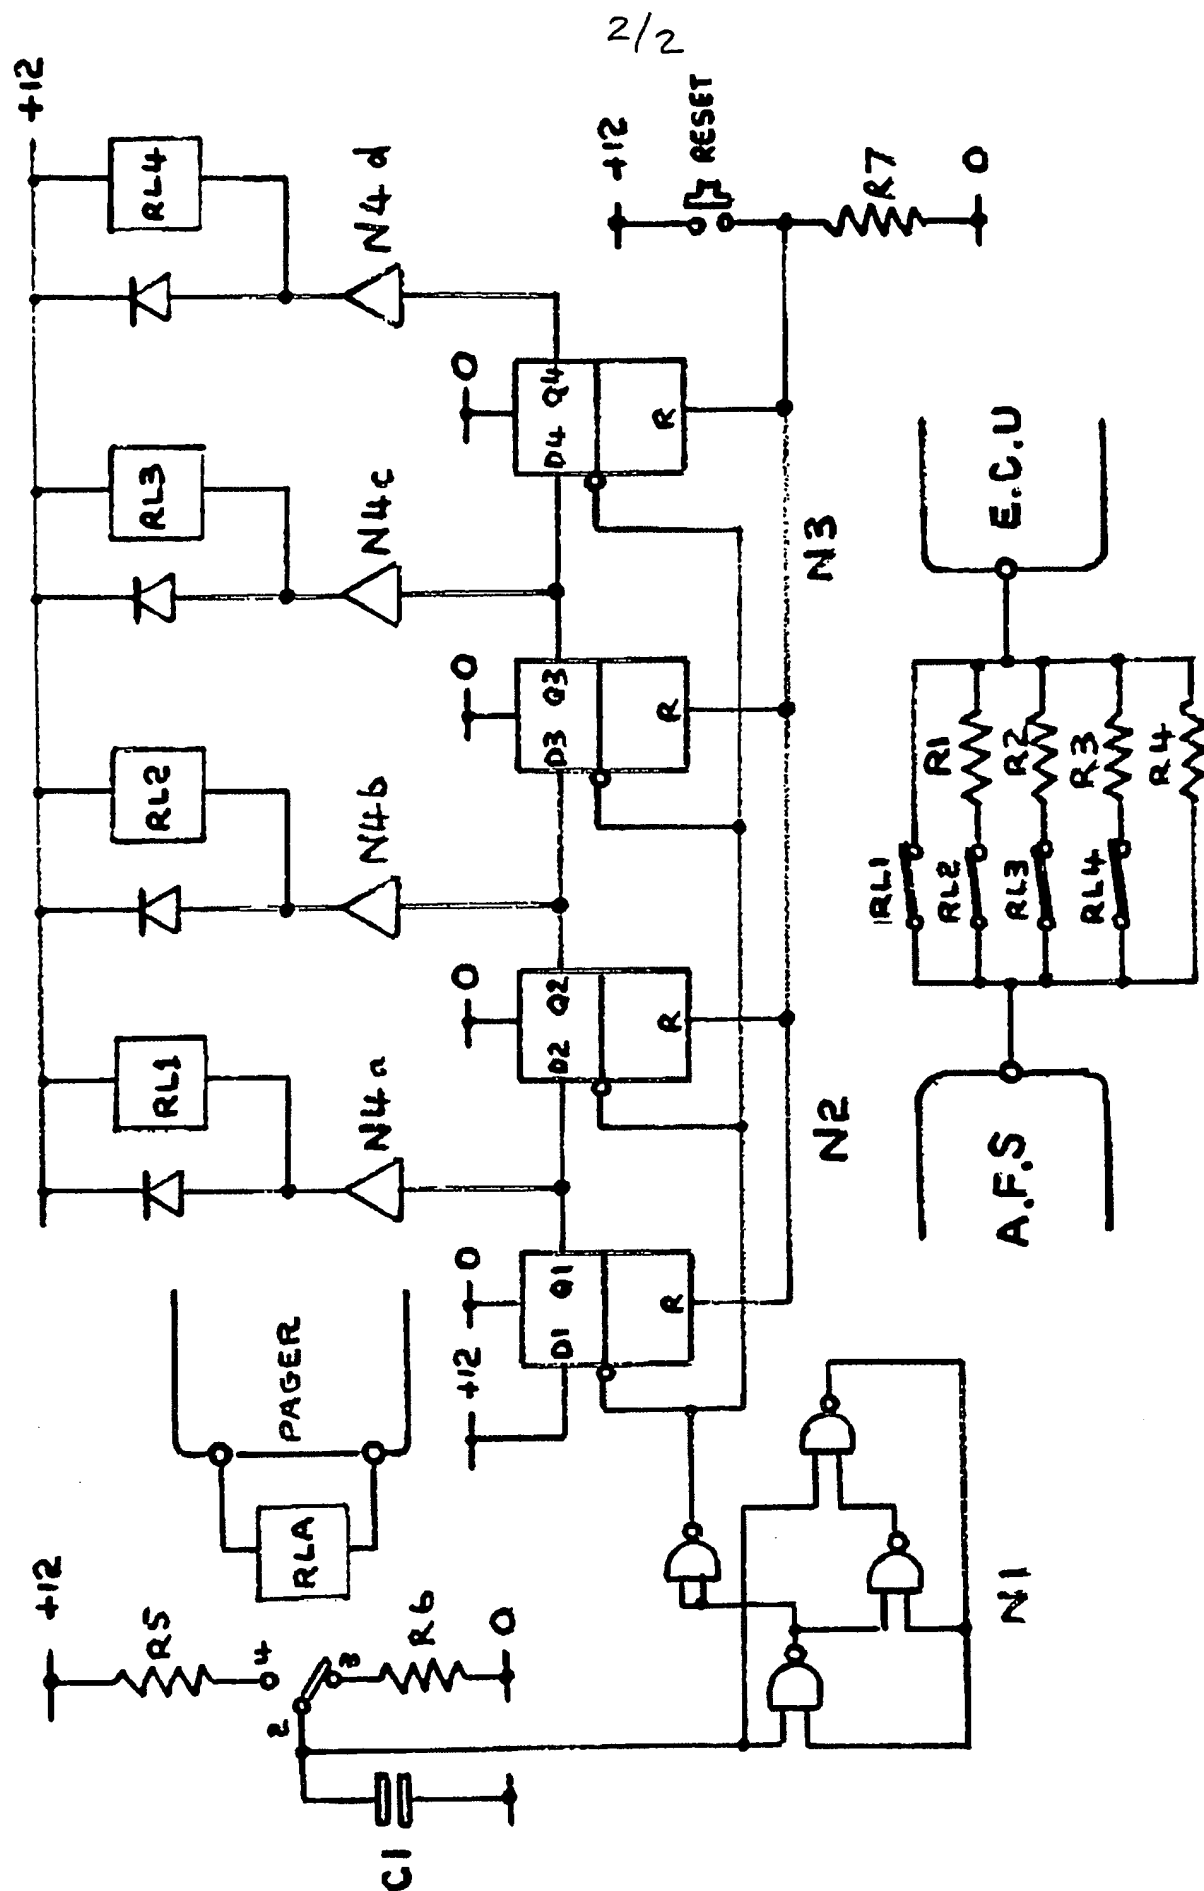 2/2
+12
RL1
RL2
RL3
RL4
N4a
N4b
N4c
N4d
PAGER
RLA
+12
R5
4
2
3
R6
0
C1
0
+12
0
D1 Q1
R
0
D2 Q2
R
0
D3 Q3
R
0
D4 Q4
R
N1
N2
N3
+12
RESET
R7
0
A.F.S
E.C.U
RL1
RL2
R1
RL3
R2
RL4
R3
R4